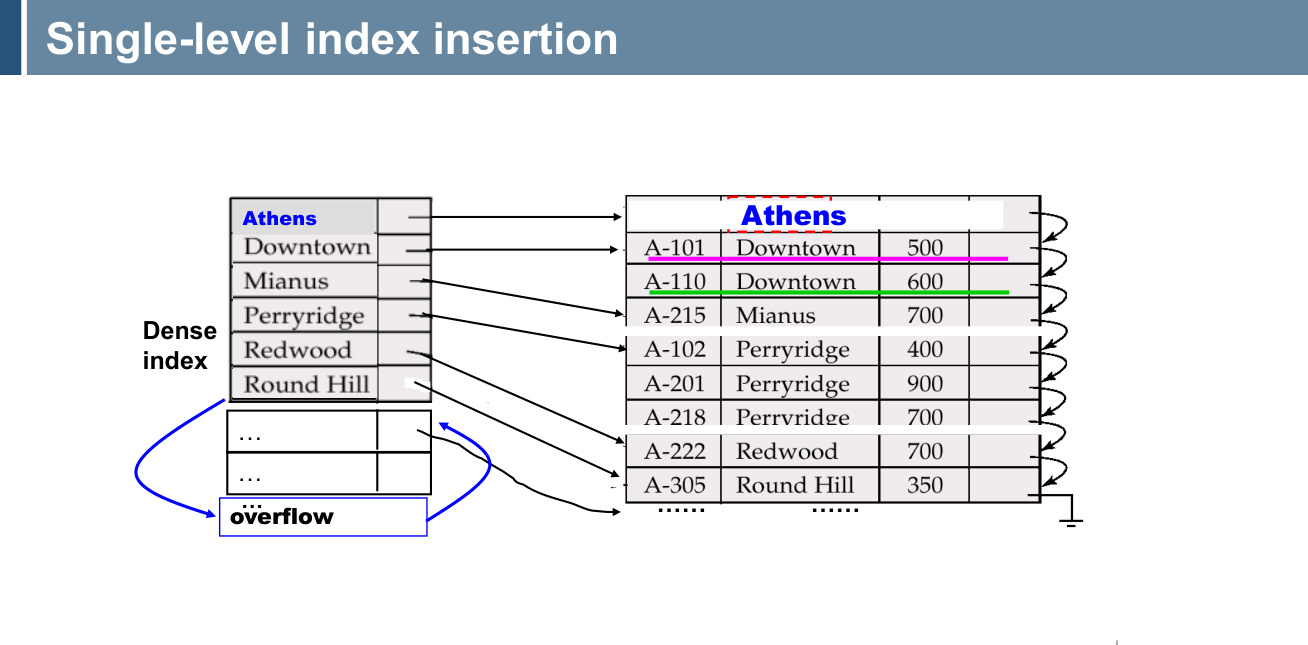 Single-level index insertion
Dense
index
Athens
Downtown
Mianus
Perryridge
Redwood
Round Hill
...
...
...
overflow
Athens
A-101 Downtown 500
A-110 Downtown 600
A-215 Mianus 700
A-102 Perryridge 400
A-201 Perryridge 900
A-218 Perryridge 700
A-222 Redwood 700
A-305 Round Hill 350
...... ......